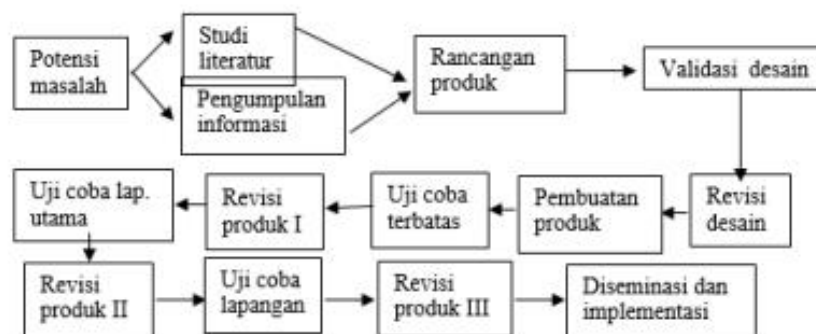 Potensi
masalah
Studi
literatur
Pengumpulan
informasi
Rancangan
produk
Validasi desain
Revisi
desain
Pembuatan
produk
Uji coba
terbatas
Revisi
produk I
Uji coba lap.
utama
Revisi
produk II
Uji coba
lapangan
Revisi
produk III
Diseminasi dan
implementasi